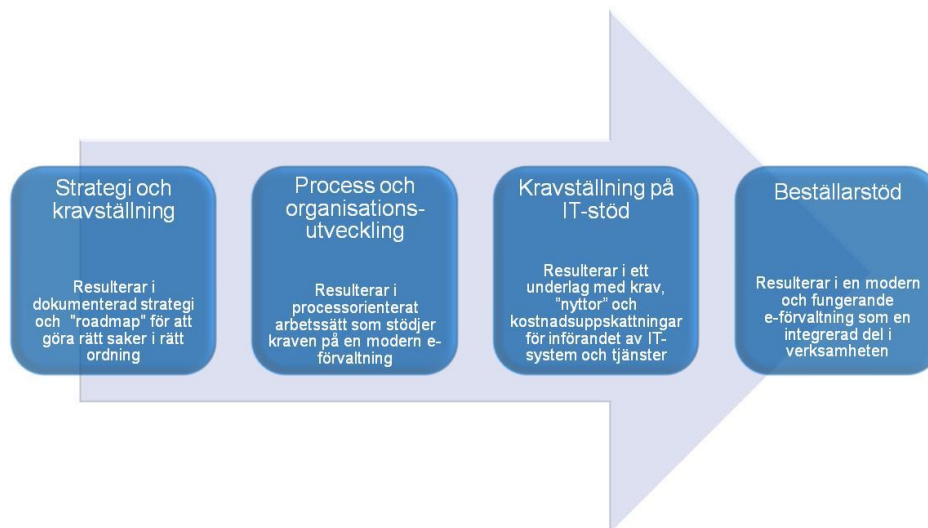 Strategi och
kravställning
Resulterar i
dokumenterad strategi
och "roadmap" för att
göra rätt saker i rätt
ordning
Process och
organisations-
utveckling
Resulterar i
processorienterat
arbetssätt som stödjer
kraven på en modern e-
förvaltning
Kravställning på
IT-stöd
Resulterar i ett
underlag med krav,
"nyttor" och
kostnadsuppskattningar
för införandet av IT-
system och tjänster
Beställarstöd
Resulterar i en modern
och fungerande
e-förvaltning som en
integrerad del i
verksamheten